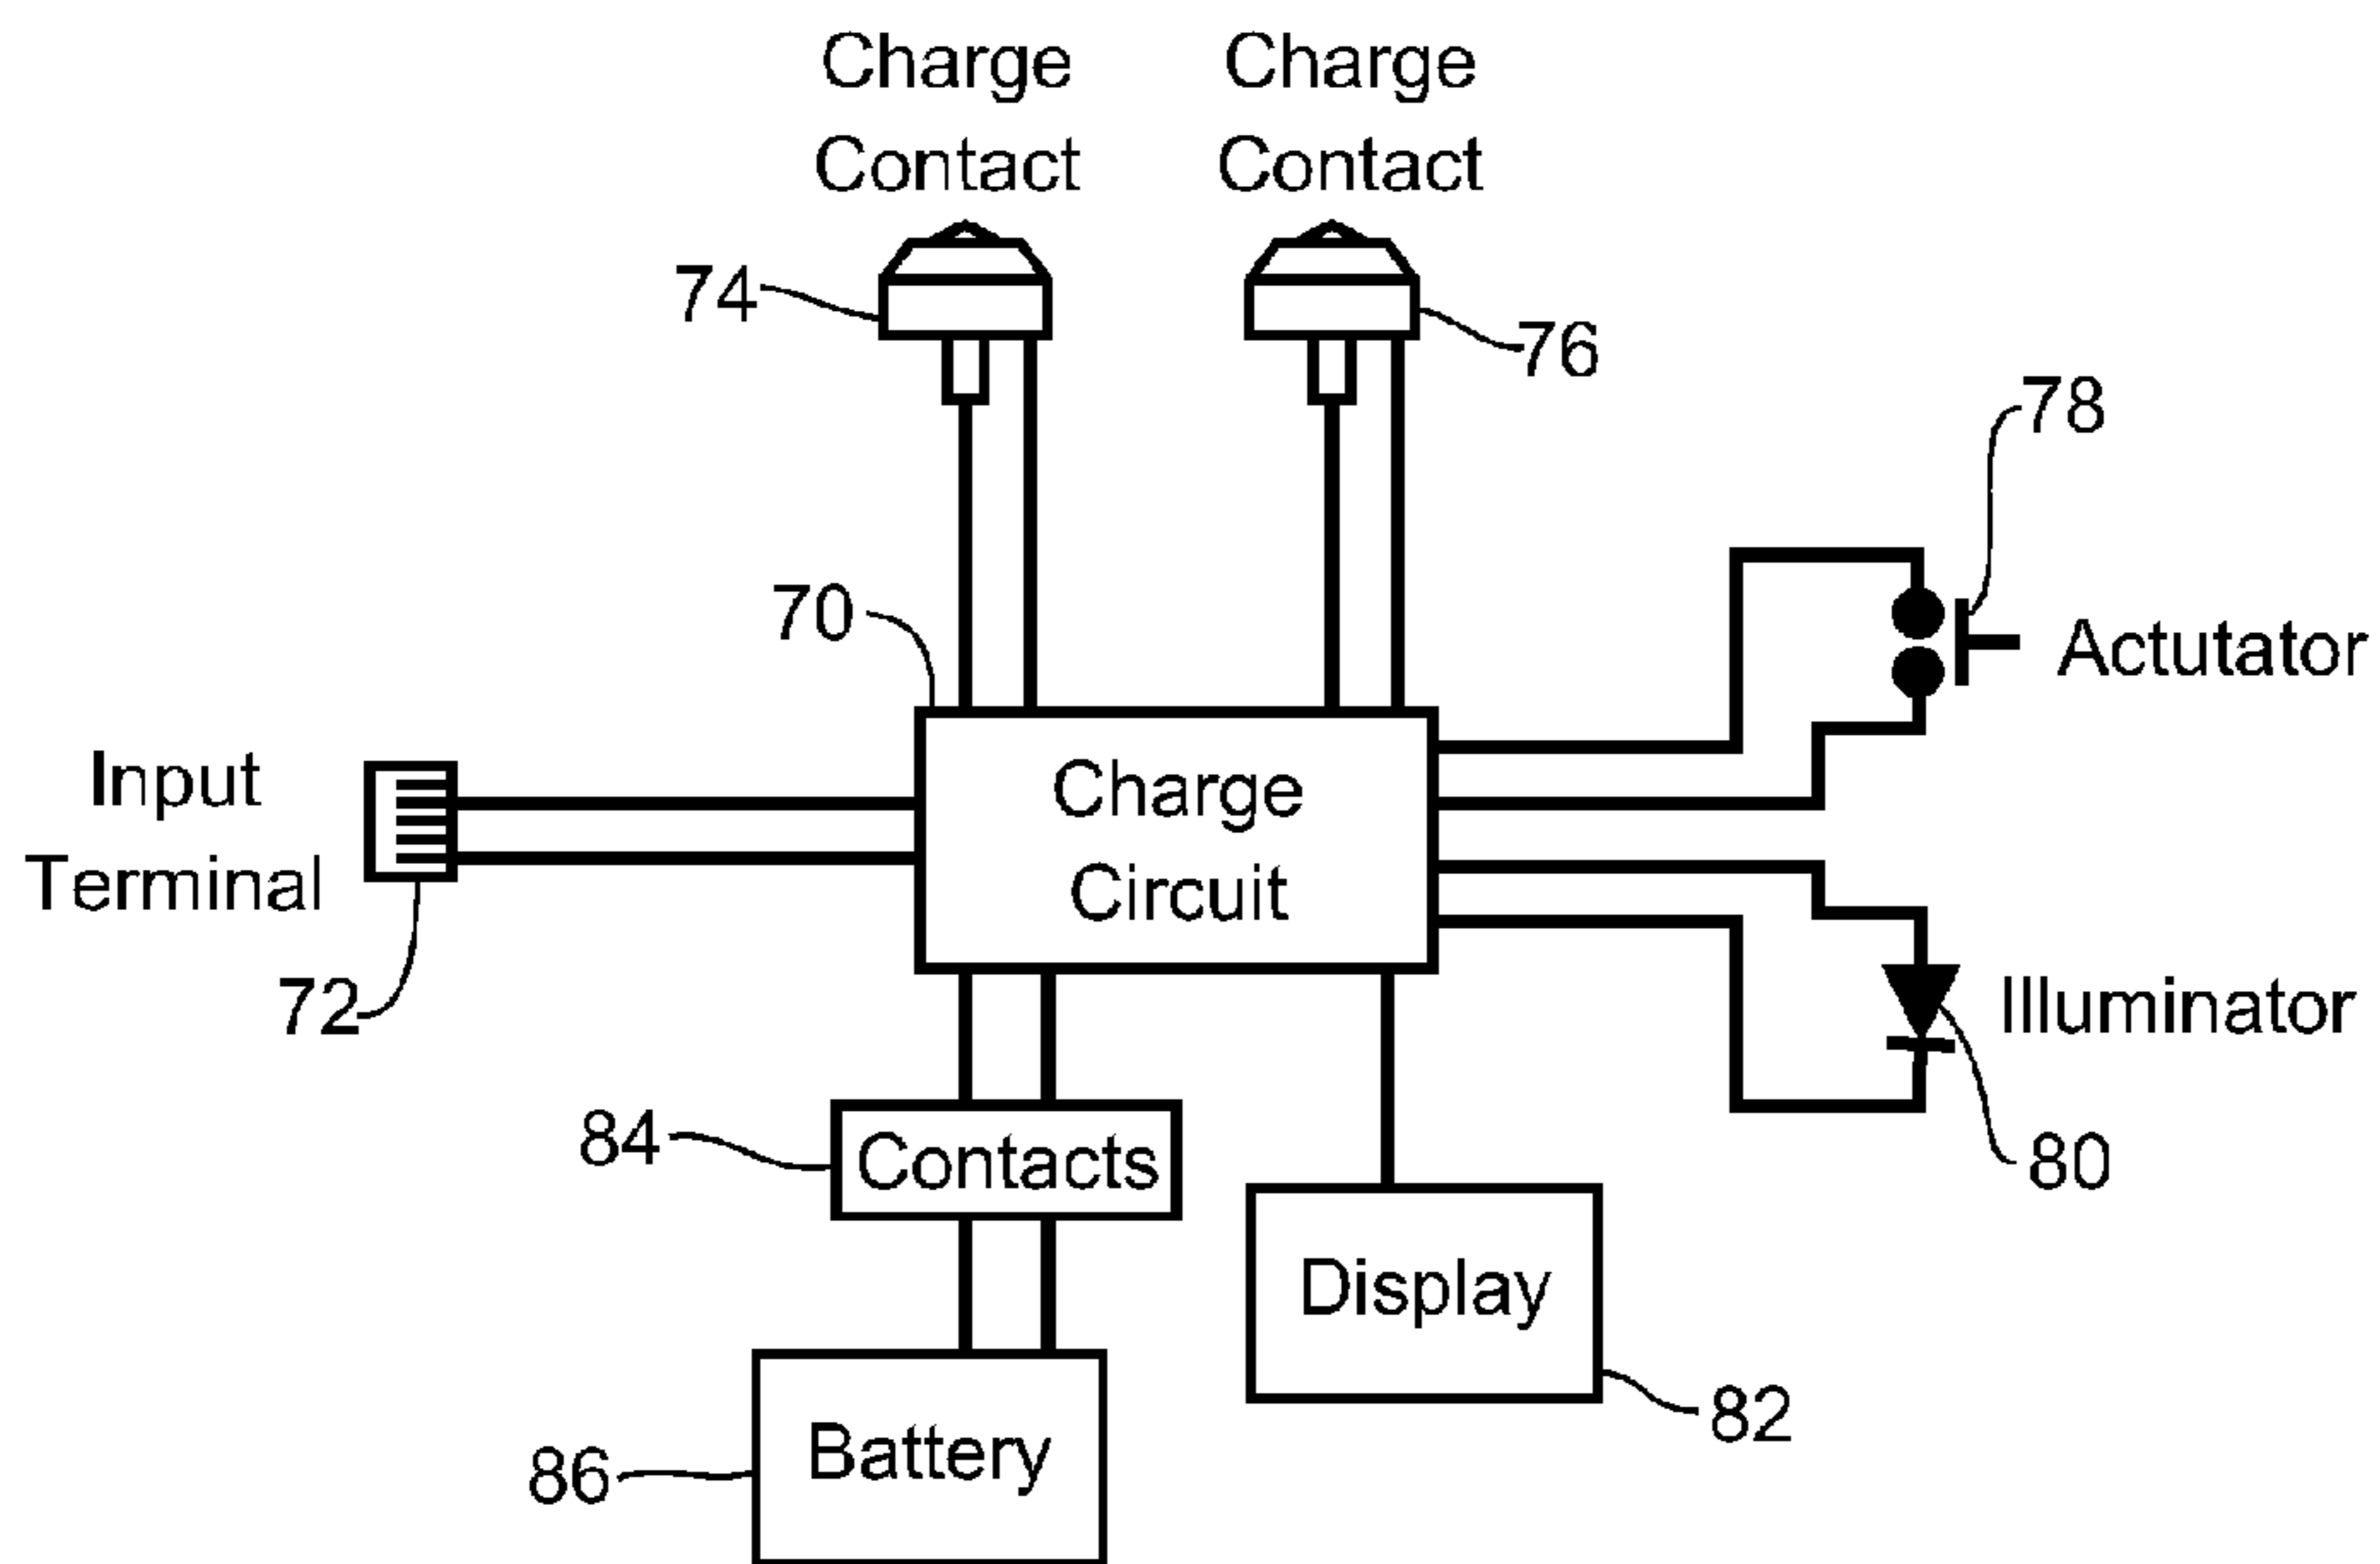 Charge
Contact
Charge
Contact
74
76
78
70
Actutator
Input
Terminal
Charge
Circuit
72
Illuminator
84
Contacts
80
Display
82
86
Battery